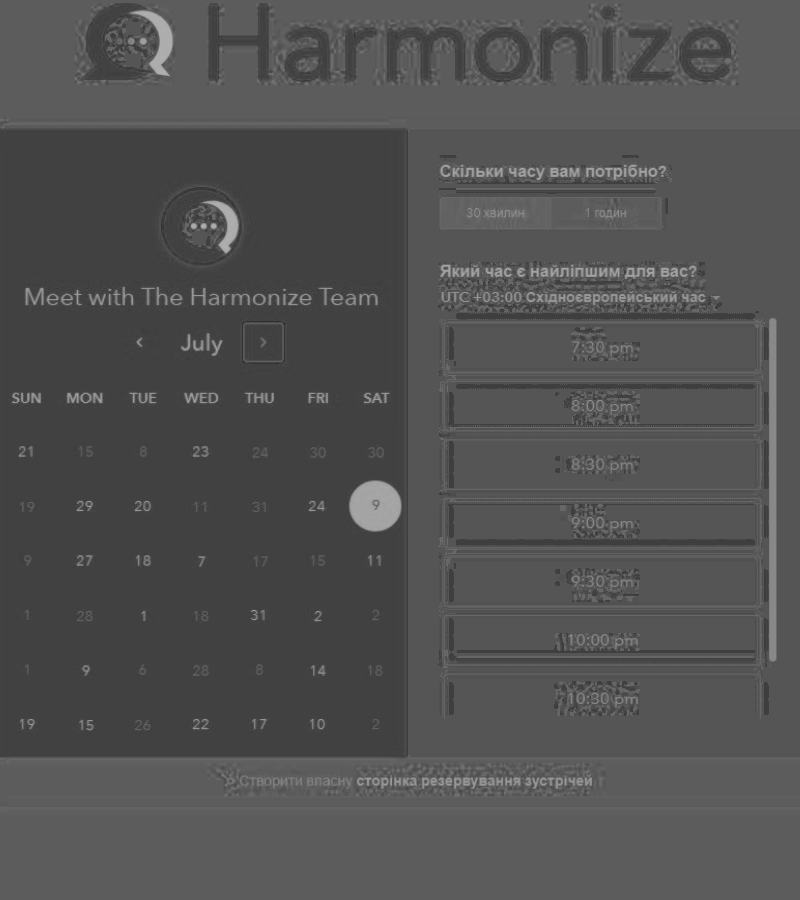 Harmonize
Meet with The Harmonize Team
July
SUN MON TUE WED THU FRI SAT
21 15 8 23 24 30 30
19 29 20 11 31 24 9
9 27 18 7 17 15 11
1 28 1 18 31 2 2
1 9 6 28 8 14 18
19 15 26 22 17 10 2
Скільки часу вам потрібно?
30 хвилин 1 годин
Який час є найліпшим для вас?
UTC +03:00 Східноєвропейський час
7:30 pm
8:00 pm
8:30 pm
9:00 pm
9:30 pm
10:00 pm
10:30 pm
Створити власну сторінка резервування зустрічей